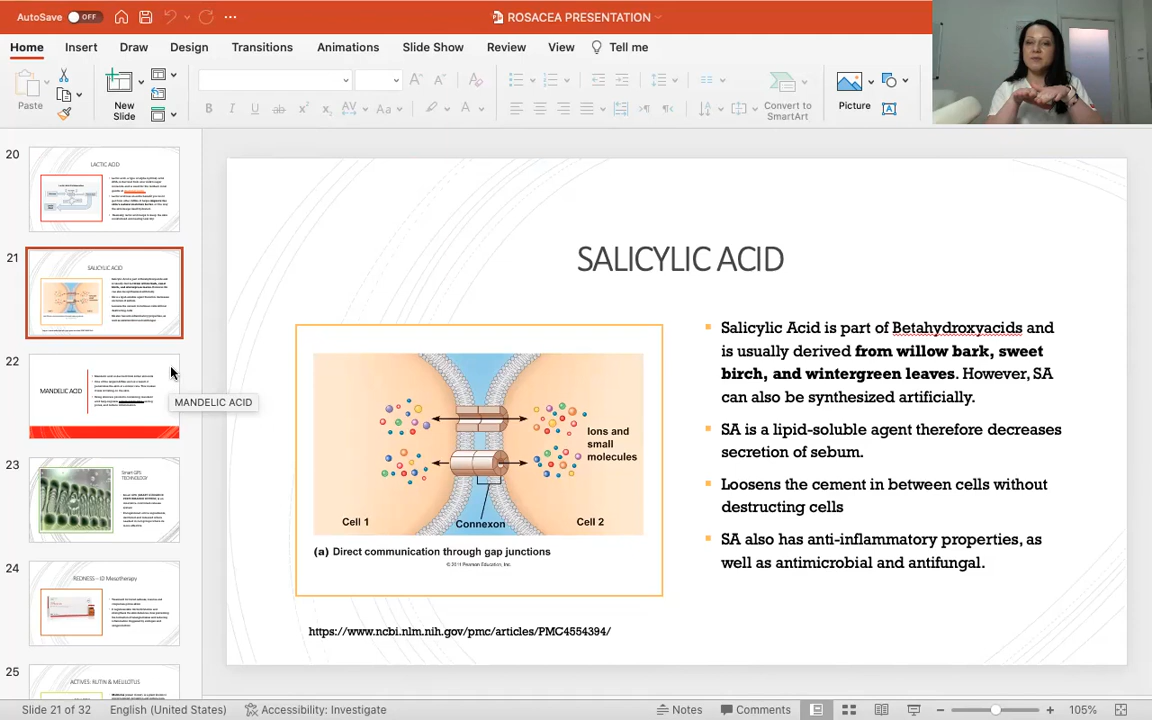 AutoSave OFF ROSACEA PRESENTATION
Home Insert Draw Design Transitions Animations Slide Show Review View Tell me
Paste New Slide Convert to SmartArt Picture
20
LACTIC ACID
21
SALICYLIC ACID
22
MANDELIC ACID
MANDELIC ACID
23
Smart GPS
TECHNOLOGY
24
REDNESS – ID Mesotherapy
25
ACTIVES: RUTIN & MELILOTUS
SALICYLIC ACID
Ions and
small
molecules
Cell 1
Connexon
Cell 2
(a) Direct communication through gap junctions
© 2011 Pearson Education, Inc.
https://www.ncbi.nlm.nih.gov/pmc/articles/PMC4554394/
Salicylic Acid is part of Betahydroxyacids and
is usually derived from willow bark, sweet
birch, and wintergreen leaves. However, SA
can also be synthesized artificially.
SA is a lipid-soluble agent therefore decreases
secretion of sebum.
Loosens the cement in between cells without
destructing cells
SA also has anti-inflammatory properties, as
well as antimicrobial and antifungal.
Slide 21 of 32 English (United States) Accessibility: Investigate Notes Comments 105%